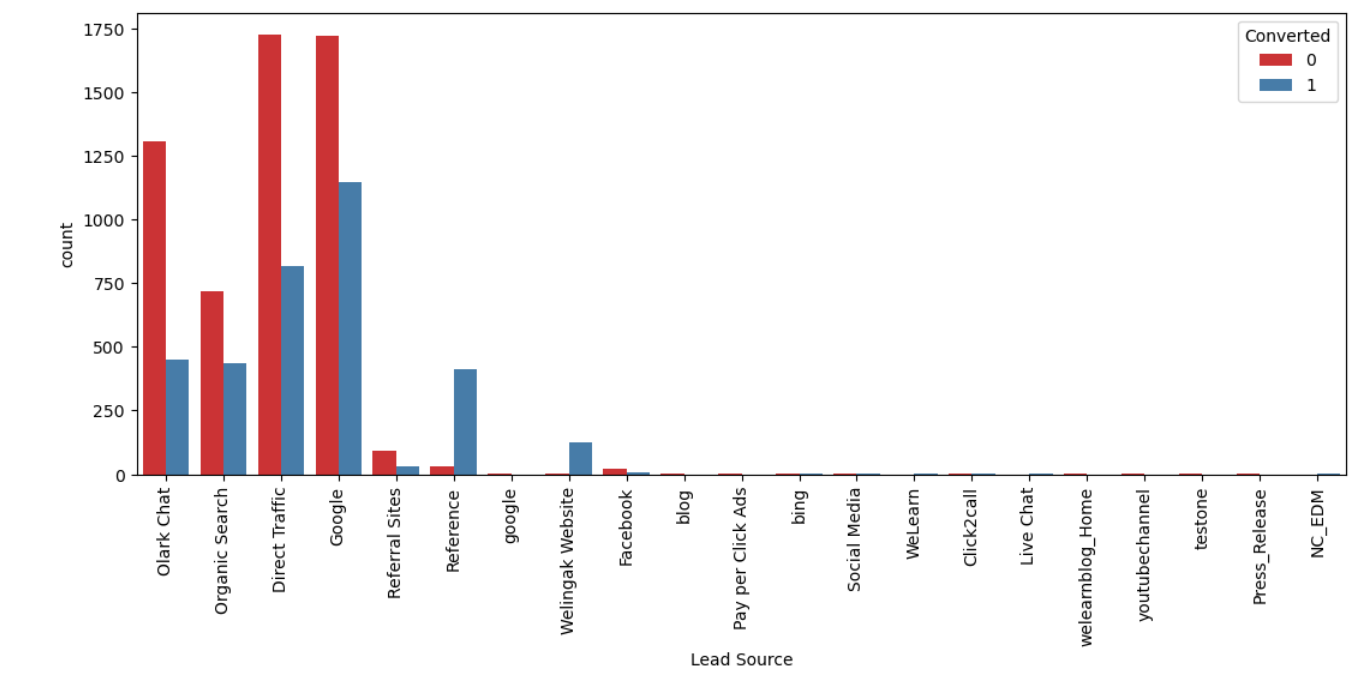 1750
1500
1250
1000
750
500
250
0
count
Converted
0
1
Olark Chat
Organic Search
Direct Traffic
Google
Referral Sites
Reference
google
Welingak Website
Facebook
blog
Pay per Click Ads
bing
Social Media
WeLearn
Click2call
Live Chat
welearnblog_Home
youtubechannel
testone
Press_Release
NC_EDM
Lead Source